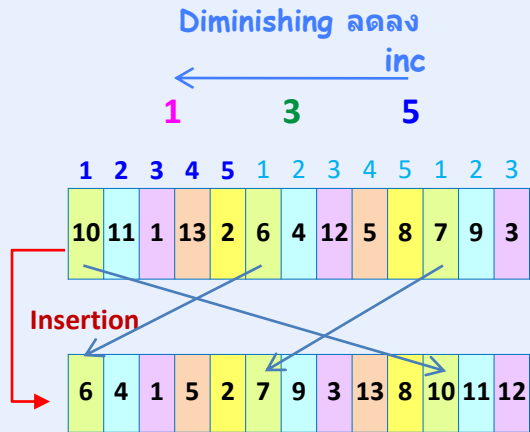 Diminishing ลดลง
inc
1 3 5
1 2 3 4 5 1 2 3 4 5 1 2 3
10 11 1 13 2 6 4 12 5 8 7 9 3
Insertion
6 4 1 5 2 7 9 3 13 8 10 11 12